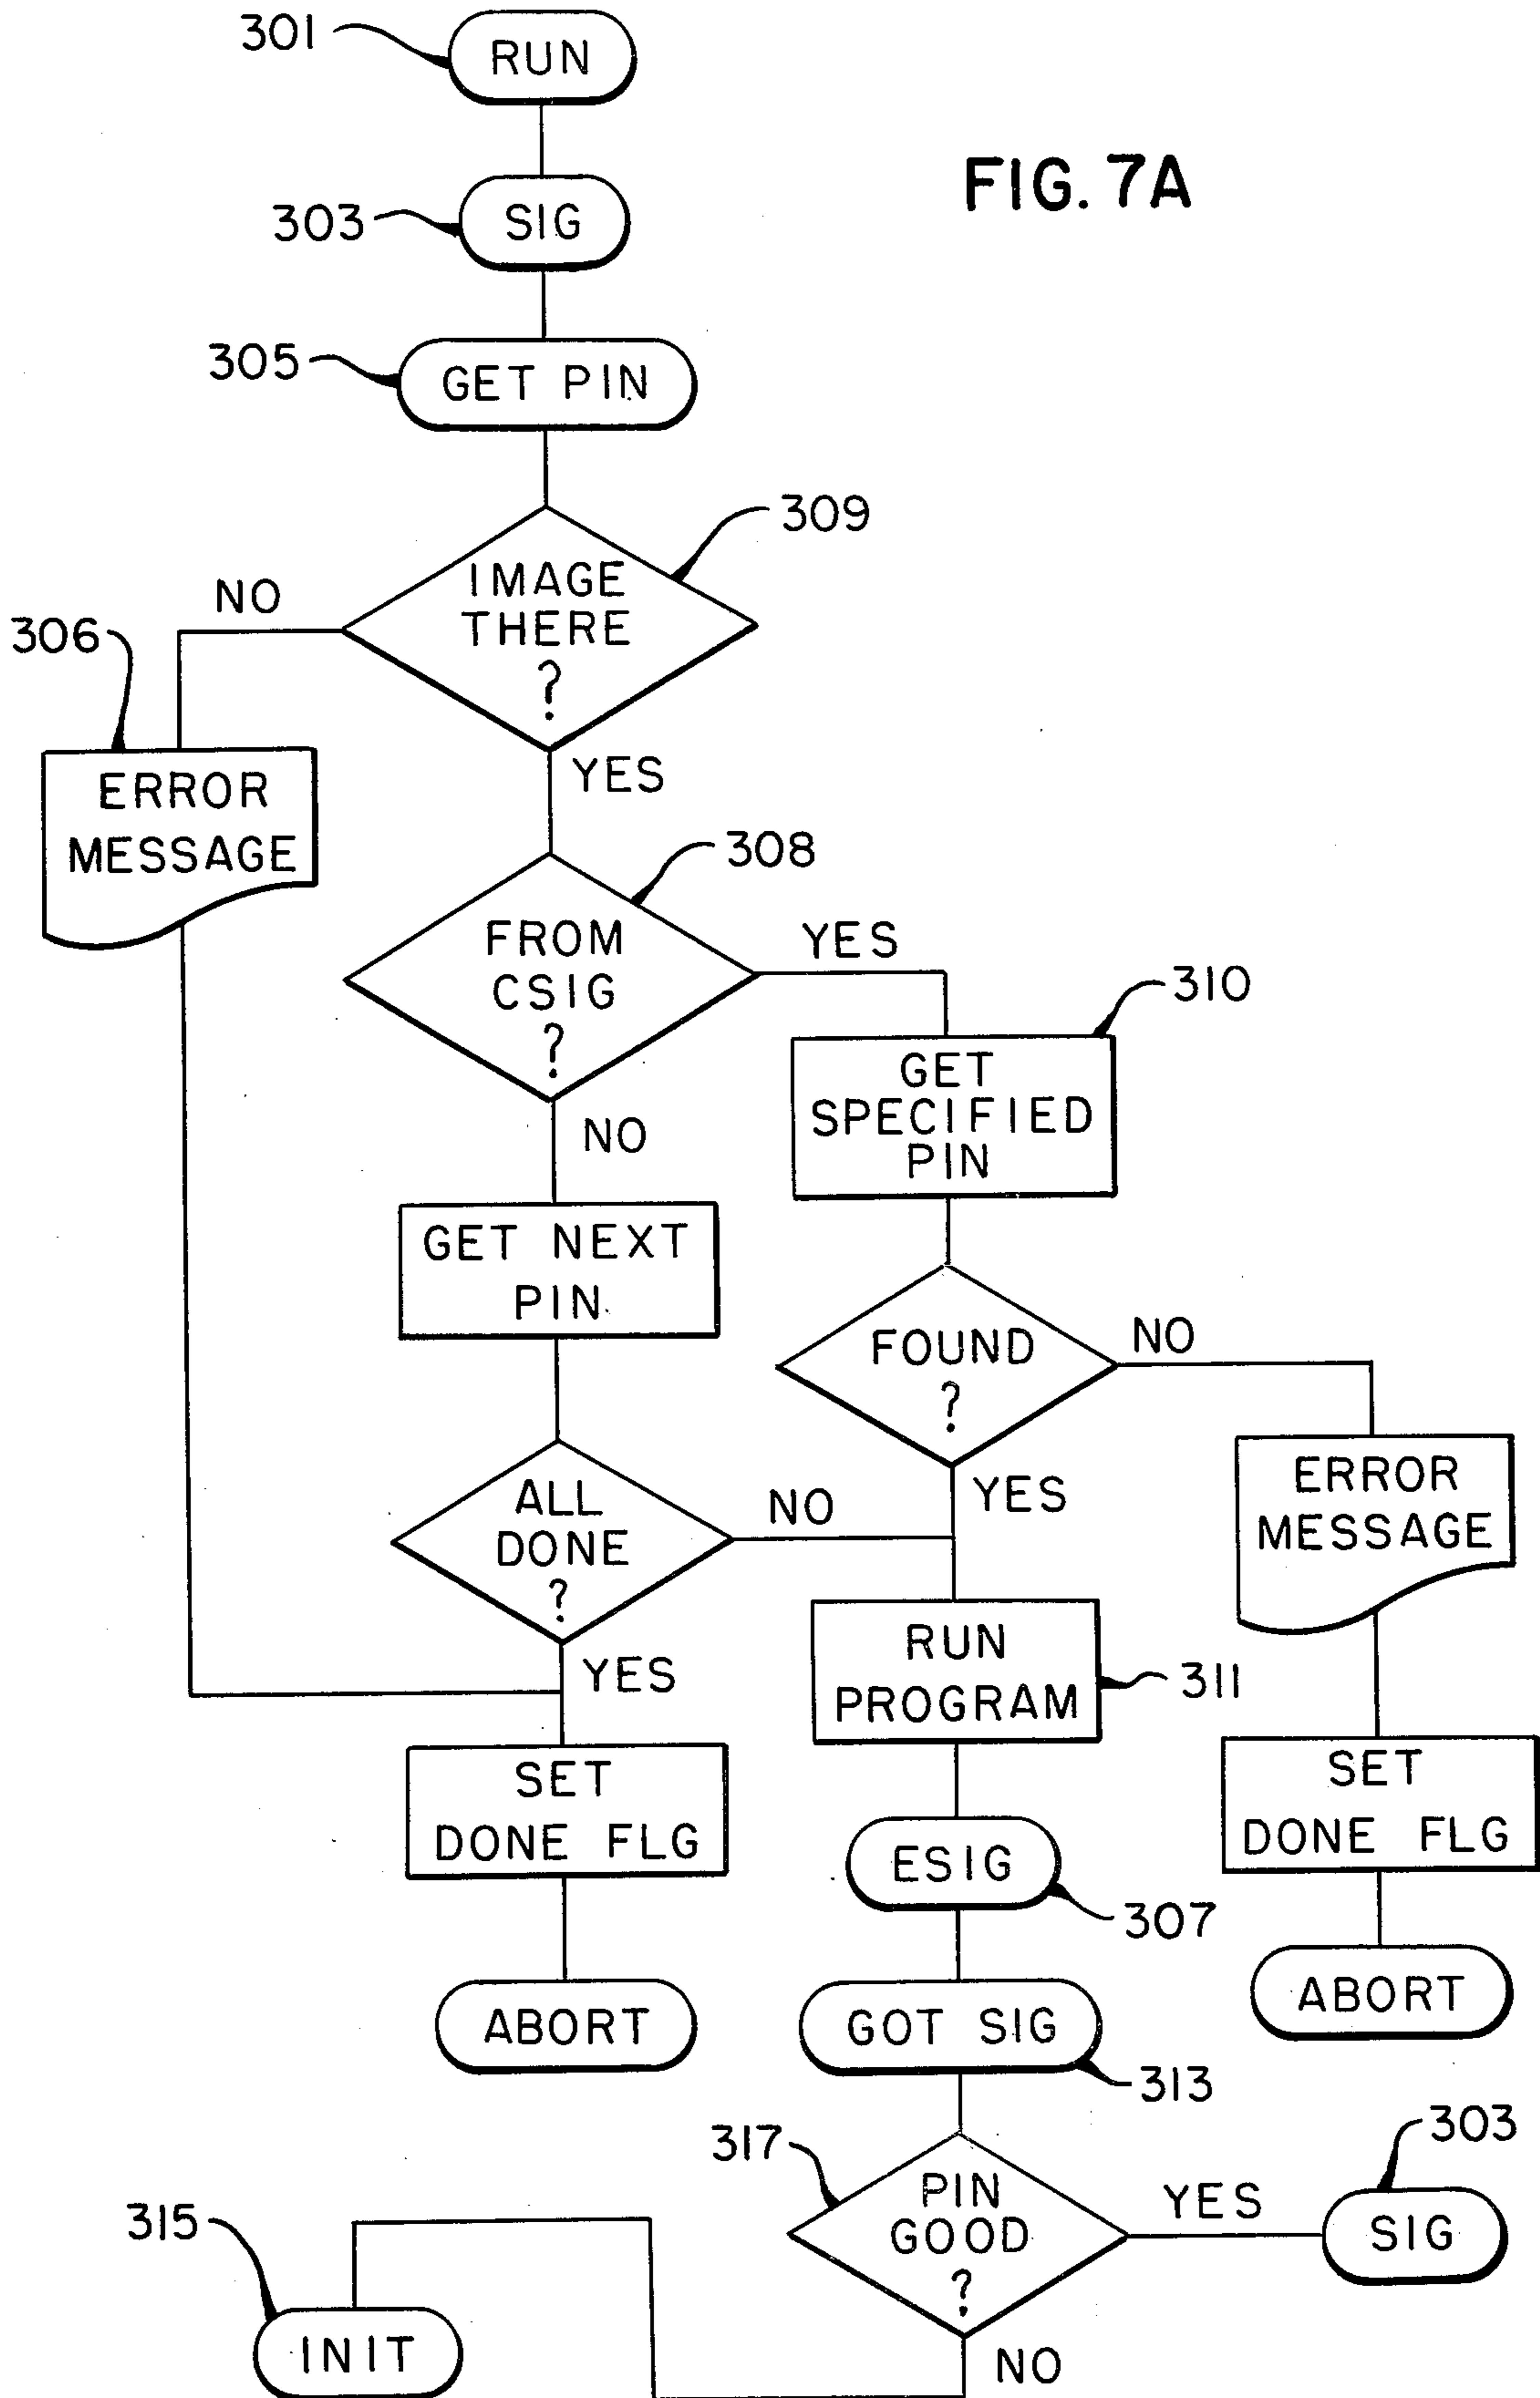 301
RUN
FIG. 7A
303
SIG
305
GET PIN
309
IMAGE
THERE
?
NO
306
YES
ERROR
MESSAGE
308
FROM
CSIG
?
YES
310
GET
SPECIFIED
PIN
NO
GET NEXT
PIN
FOUND
?
NO
YES
ERROR
MESSAGE
ALL
DONE
?
NO
YES
RUN
PROGRAM
311
SET
DONE FLG
SET
DONE FLG
ESIG
307
ABORT
GOT SIG
313
ABORT
317
PIN
GOOD
?
YES
303
SIG
315
INIT
NO